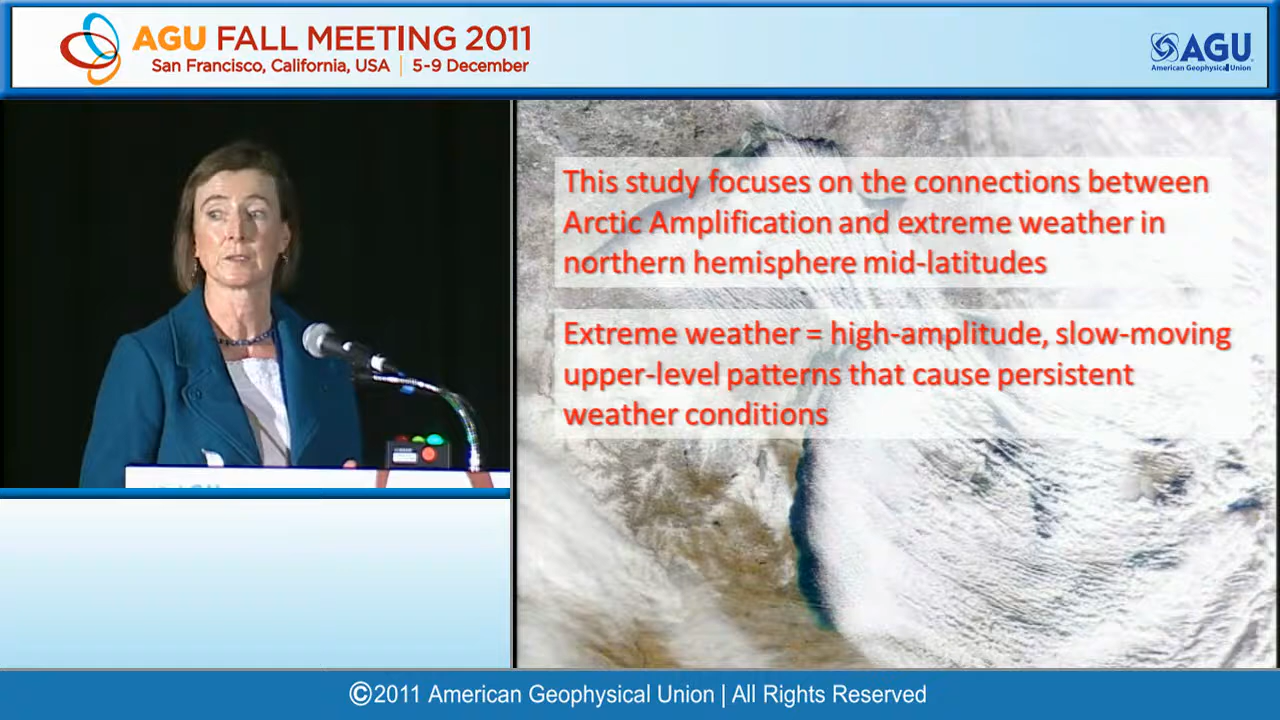 AGU FALL MEETING 2011
San Francisco, California, USA | 5-9 December
AGU
American Geophysical Union
This study focuses on the connections between
Arctic Amplification and extreme weather in
northern hemisphere mid-latitudes
Extreme weather = high-amplitude, slow-moving
upper-level patterns that cause persistent
weather conditions
©2011 American Geophysical Union | All Rights Reserved